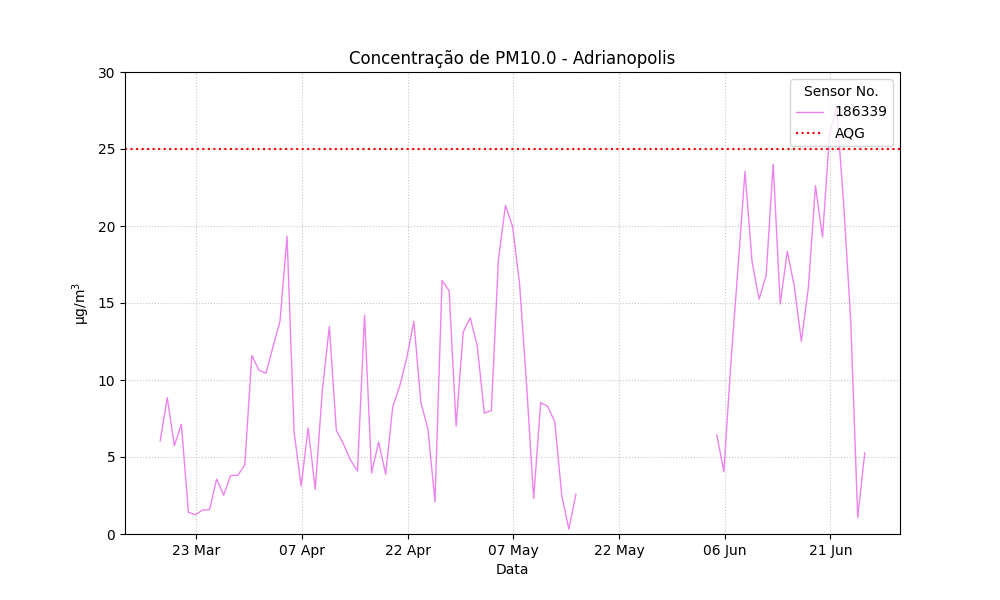 Concentração de PM10.0 - Adrianopolis
30
25
20
15
10
5
0
µg/m³
Sensor No.
186339
AQG
23 Mar
07 Apr
22 Apr
07 May
22 May
06 Jun
21 Jun
Data